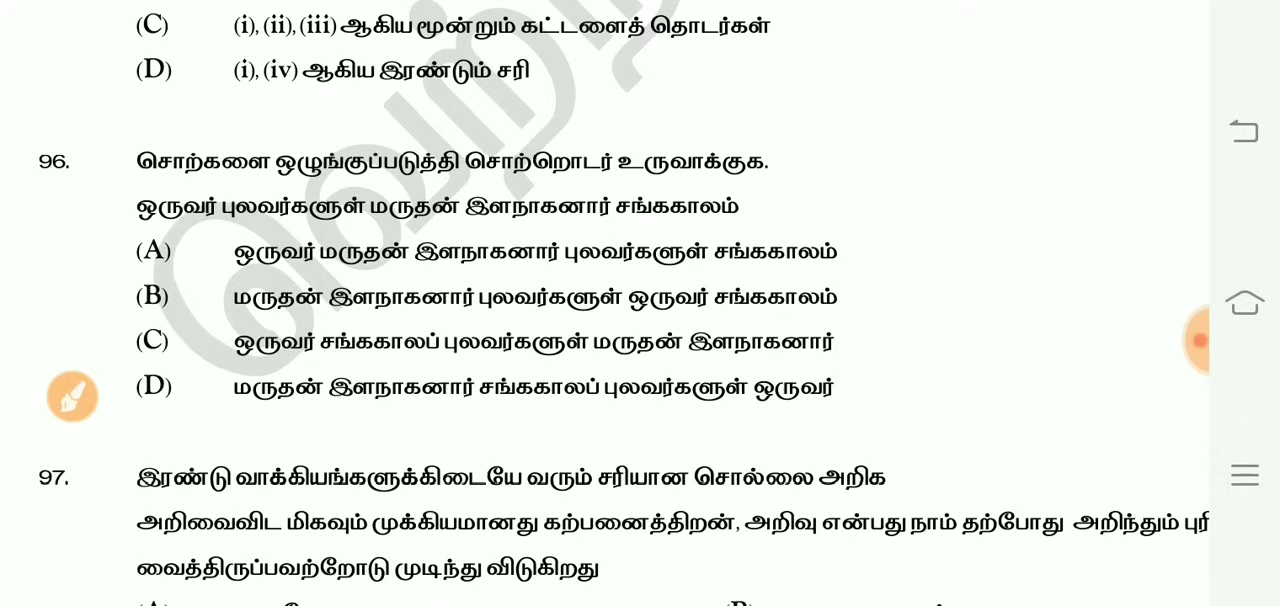 (C) (i), (ii), (iii) ஆகிய மூன்றும் கட்டளைத் தொடர்கள்
(D) (i), (iv) ஆகிய இரண்டும் சரி
96. சொற்களை ஒழுங்குப்படுத்தி சொற்றொடர் உருவாக்குக.
ஒருவர் புலவர்களுள் மருதன் இளநாகனார் சங்ககாலம்
(A) ஒருவர் மருதன் இளநாகனார் புலவர்களுள் சங்ககாலம்
(B) மருதன் இளநாகனார் புலவர்களுள் ஒருவர் சங்ககாலம்
(C) ஒருவர் சங்ககாலப் புலவர்களுள் மருதன் இளநாகனார்
(D) மருதன் இளநாகனார் சங்ககாலப் புலவர்களுள் ஒருவர்
97. இரண்டு வாக்கியங்களுக்கிடையே வரும் சரியான சொல்லை அறிக
அறிவைவிட மிகவும் முக்கியமானது கற்பனைத்திறன், அறிவு என்பது நாம் தற்போது அறிந்தும் புரி
வைத்திருப்பவற்றோடு முடிந்து விடுகிறது